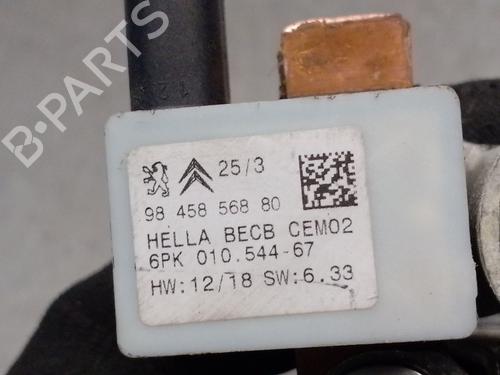 B-PARTS
25/3
98 458 568 80
HELLA BECB CEM02
6PK 010.544-67
HW:12/18 SW:6.33